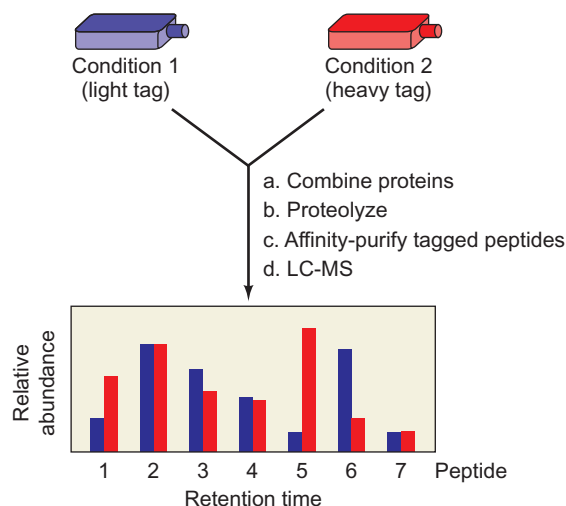 Condition 1
(light tag)
Condition 2
(heavy tag)
a. Combine proteins
b. Proteolyze
c. Affinity-purify tagged peptides
d. LC-MS
Relative
abundance
1 2 3 4 5 6 7 Peptide
Retention time